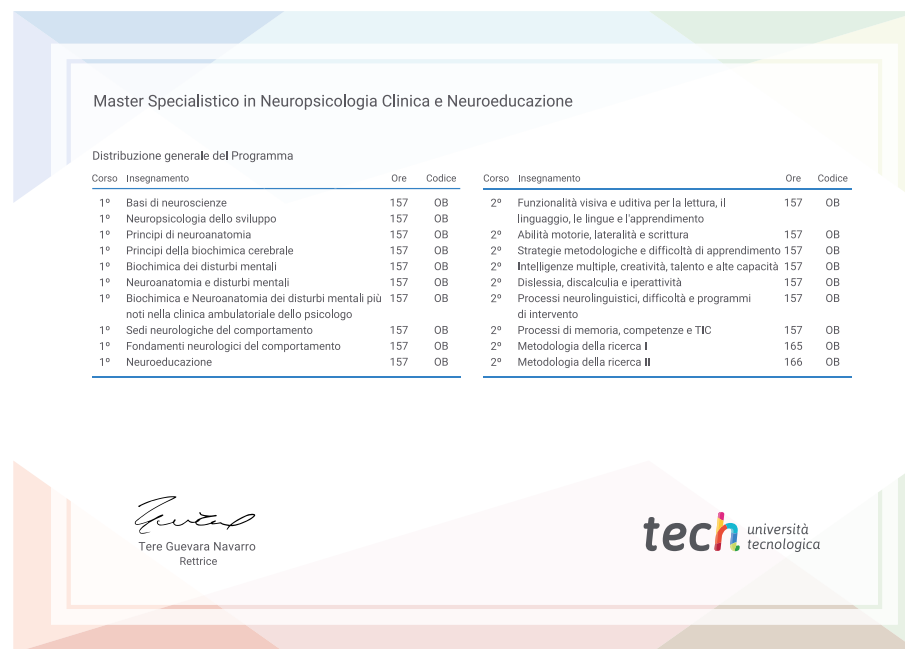 Master Specialistico in Neuropsicologia Clinica e Neuroeducazione
Distribuzione generale del Programma
Corso Insegnamento Ore Codice
1º Basi di neuroscienze 157 OB
1º Neuropsicologia dello sviluppo 157 OB
1º Principi di neuroanatomia 157 OB
1º Principi della biochimica cerebrale 157 OB
1º Biochimica dei disturbi mentali 157 OB
1º Neuroanatomia e disturbi mentali 157 OB
1º Biochimica e Neuroanatomia dei disturbi mentali più 157 OB
noti nella clinica ambulatoriale dello psicologo
1º Sedi neurologiche del comportamento 157 OB
1º Fondamenti neurologici del comportamento 157 OB
1º Neuroeducazione 157 OB
Corso Insegnamento Ore Codice
2º Funzionalità visiva e uditiva per la lettura, il 157 OB
linguaggio, le lingue e l'apprendimento
2º Abilità motorie, lateralità e scrittura 157 OB
2º Strategie metodologiche e difficoltà di apprendimento 157 OB
2º Intelligenze multiple, creatività, talento e alte capacità 157 OB
2º Dislessia, discalculia e iperattività 157 OB
2º Processi neurolinguistici, difficoltà e programmi 157 OB
di intervento
2º Processi di memoria, competenze e TIC 157 OB
2º Metodologia della ricerca I 165 OB
2º Metodologia della ricerca II 166 OB
Tere Guevara Navarro
Rettrice
tech università
tecnologica